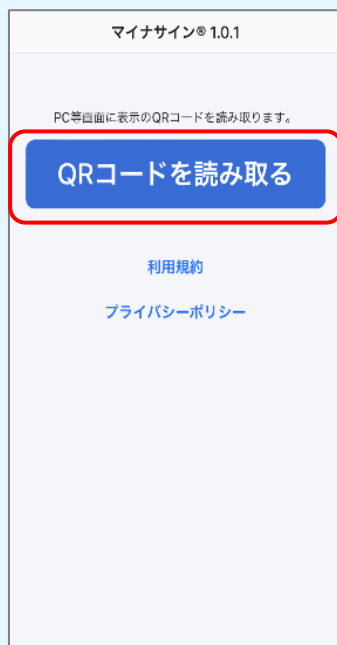 マイナサイン® 1.0.1
PC等画面に表示のQRコードを読み取ります。
QRコードを読み取る
利用規約
プライバシーポリシー